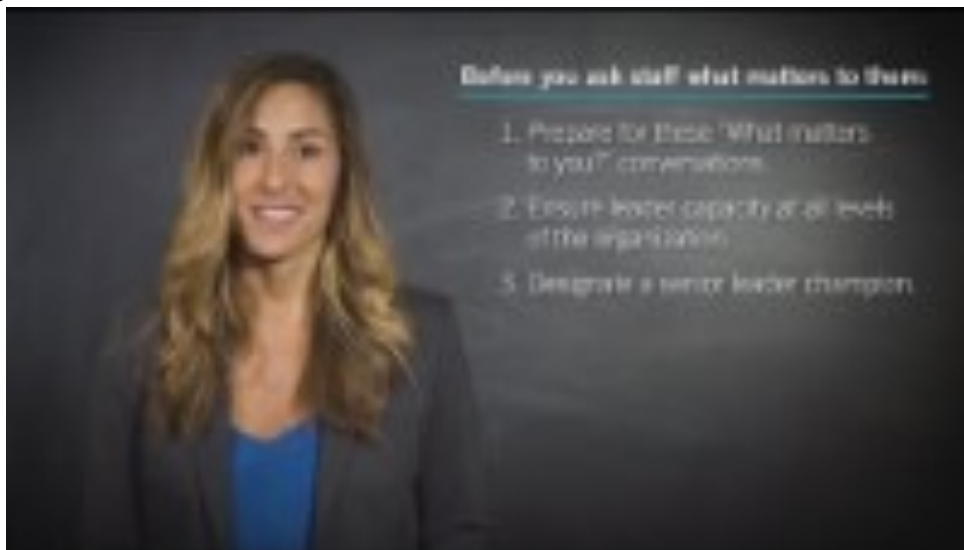 Before you ask staff what matters to them:
1. Prepare for these "What matters
to you?" conversations.
2. Ensure leader capacity at all levels
of the organization.
3. Designate a senior leader champion.